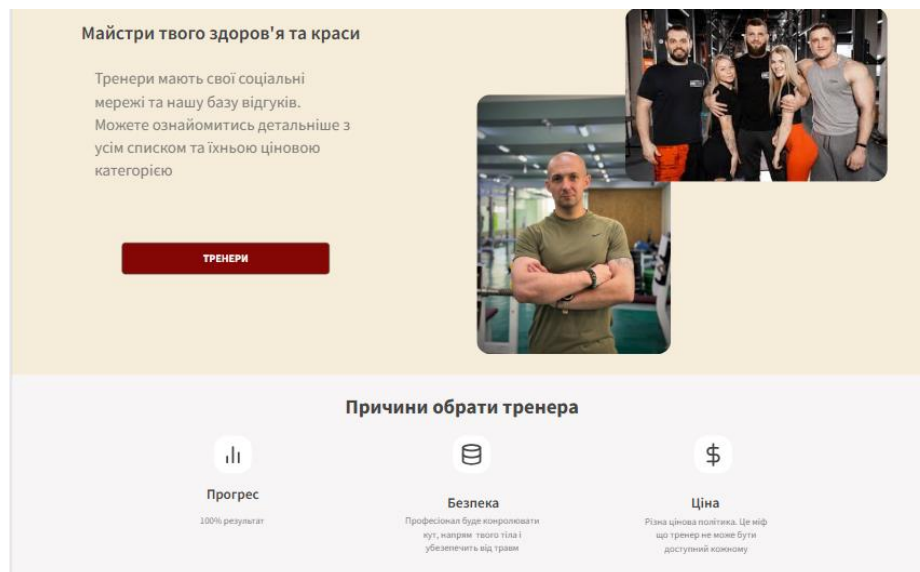 Майстри твого здоров'я та краси
Тренери мають свої соціальні
мережі та нашу базу відгуків.
Можете ознайомитись детальніше з
усім списком та їхньою ціновою
категорією
ТРЕНЕРИ
Причини обрати тренера
Прогрес
100% результат
Безпека
Професіонал буде конролювати
кут, напрям твого тіла і
убезепечить від травм
Ціна
Різна цінова політика. Це міф
що тренер не може бути
доступний кожному